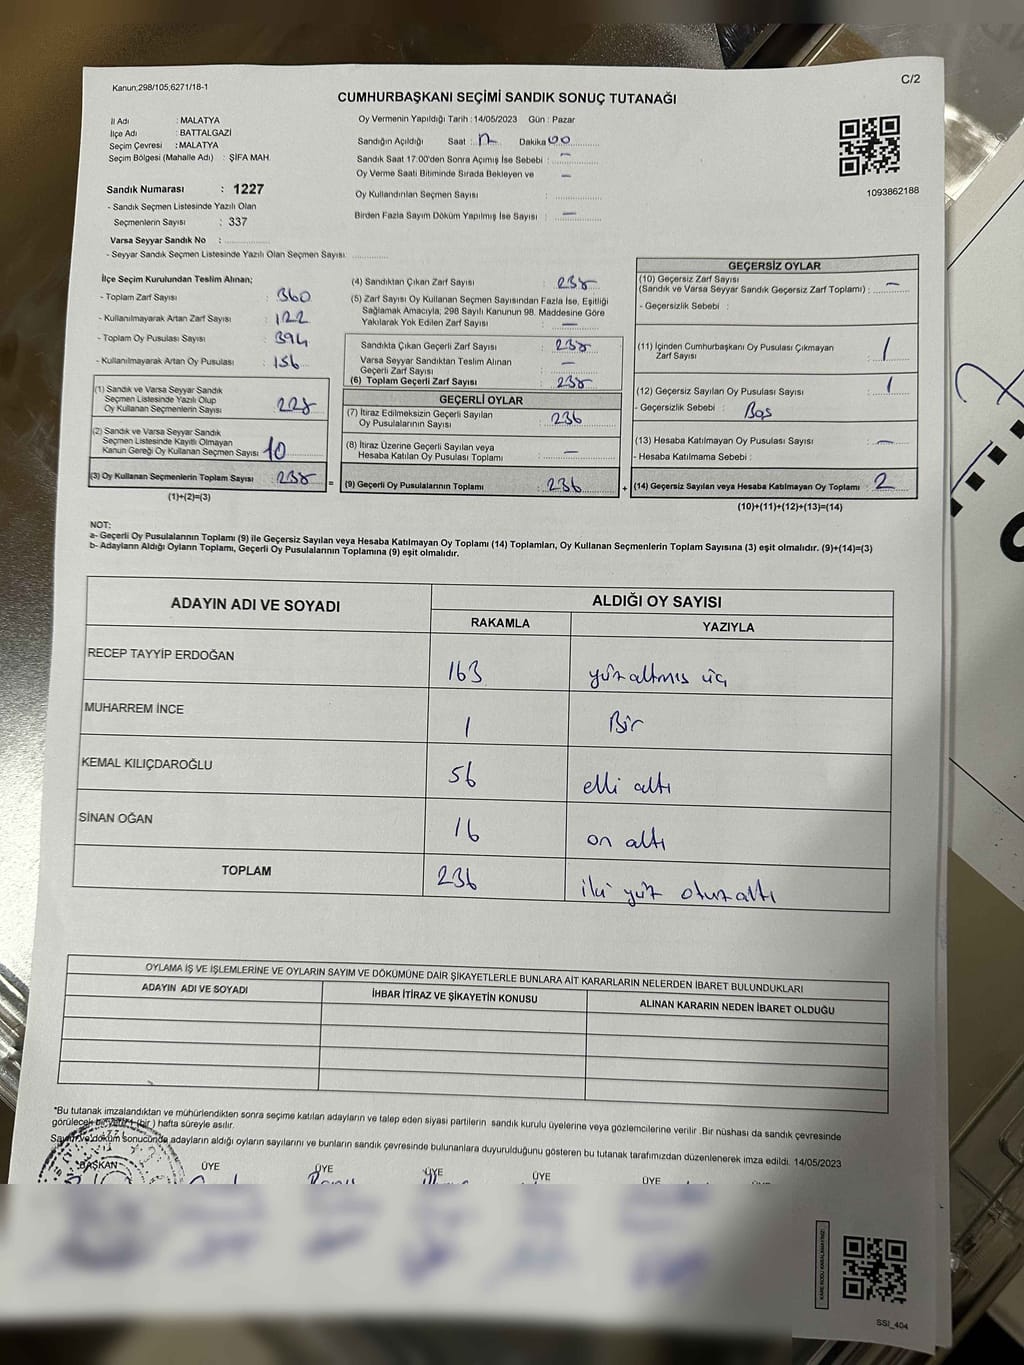 Kanun;298/105,6271/18-1
C/2
CUMHURBAŞKANI SEÇİMİ SANDIK SONUÇ TUTANAĞI
İl Adı : MALATYA
İlçe Adı : BATTALGAZİ
Seçim Çevresi : MALATYA
Seçim Bölgesi (Mahalle Adı) : ŞİFA MAH.
Sandık Numarası : 1227
- Sandık Seçmen Listesinde Yazılı Olan
Seçmenlerin Sayısı : 337
Varsa Seyyar Sandık No :
- Seyyar Sandık Seçmen Listesinde Yazılı Olan Seçmen Sayısı:
Oy Vermenin Yapıldığı Tarih : 14/05/2023 Gün : Pazar
Sandığın Açıldığı Saat : 17 Dakika 00
Sandık Saat 17:00'den Sonra Açımış İse Sebebi : –
Oy Verme Saati Bitiminde Sırada Bekleyen ve –
Oy Kullandırılan Seçmen Sayısı :
Birden Fazla Sayım Döküm Yapılmış İse Sayısı : –
1093862188
İlçe Seçim Kurulundan Teslim Alınan;
- Toplam Zarf Sayısı : 360
- Kullanılmayarak Artan Zarf Sayısı : 122
- Toplam Oy Pusulası Sayısı : 394
- Kullanılmayarak Artan Oy Pusulası : 156
(1) Sandık ve Varsa Seyyar Sandık
Seçmen Listesinde Yazılı Olup
Oy Kullanan Seçmenlerin Sayısı : 228
(2) Sandık ve Varsa Seyyar Sandık
Seçmen Listesinde Kayıtlı Olmayan
Kanun Gereği Oy Kullanan Seçmen Sayısı : 10
(3) Oy Kullanan Seçmenlerin Toplam Sayısı : 238
(1)+(2)=(3)
(4) Sandıktan Çıkan Zarf Sayısı : 238
(5) Zarf Sayısı Oy Kullanan Seçmen Sayısından Fazla İse, Eşitliği
Sağlamak Amacıyla, 298 Sayılı Kanunun 98. Maddesine Göre
Yakılarak Yok Edilen Zarf Sayısı : –
Sandıkta Çıkan Geçerli Zarf Sayısı : 238
Varsa Seyyar Sandıktan Teslim Alınan
Geçerli Zarf Sayısı : –
(6) Toplam Geçerli Zarf Sayısı : 238
GEÇERLİ OYLAR
(7) İtiraz Edilmeksizin Geçerli Sayılan
Oy Pusulalarının Sayısı : 236
(8) İtiraz Üzerine Geçerli Sayılan veya
Hesaba Katılan Oy Pusulası Toplamı : –
= (9) Geçerli Oy Pusulalarının Toplamı : 236
GEÇERSİZ OYLAR
(10) Geçersiz Zarf Sayısı
(Sandık ve Varsa Seyyar Sandık Geçersiz Zarf Toplamı) : –
- Geçersizlik Sebebi :
(11) İçinden Cumhurbaşkanı Oy Pusulası Çıkmayan
Zarf Sayısı : 1
(12) Geçersiz Sayılan Oy Pusulası Sayısı : 1
- Geçersizlik Sebebi : Boş
(13) Hesaba Katılmayan Oy Pusulası Sayısı : –
- Hesaba Katılmama Sebebi :
+ (14) Geçersiz Sayılan veya Hesaba Katılmayan Oy Toplamı : 2
(10)+(11)+(12)+(13)=(14)
NOT:
a- Geçerli Oy Pusulalarının Toplamı (9) ile Geçersiz Sayılan veya Hesaba Katılmayan Oy Toplamı (14) Toplamları, Oy Kullanan Seçmenlerin Toplam Sayısına (3) eşit olmalıdır. (9)+(14)=(3)
b- Adayların Aldığı Oyların Toplamı, Geçerli Oy Pusulalarının Toplamına (9) eşit olmalıdır.
ADAYIN ADI VE SOYADI
ALDIĞI OY SAYISI
RAKAMLA YAZIYLA
RECEP TAYYİP ERDOĞAN 163 yüz altmış üç
MUHARREM İNCE 1 Bir
KEMAL KILIÇDAROĞLU 56 elli altı
SİNAN OĞAN 16 on altı
TOPLAM 236 iki yüz otuz altı
OYLAMA İŞ VE İŞLEMLERİNE VE OYLARIN SAYIM VE DÖKÜMÜNE DAİR ŞİKAYETLERLE BUNLARA AİT KARARLARIN NELERDEN İBARET BULUNDUKLARI
ADAYIN ADI VE SOYADI İHBAR İTİRAZ VE ŞİKAYETİN KONUSU ALINAN KARARIN NEDEN İBARET OLDUĞU
*Bu tutanak imzalandıktan ve mühürlendikten sonra seçime katılan adayların ve talep eden siyasi partilerin sandık kurulu üyelerine veya gözlemcilerine verilir .Bir nüshası da sandık çevresinde
görülecek bir yere 1 (bir ) hafta süreyle asılır.
Sayım ve döküm sonucunda adayların aldığı oyların sayılarını ve bunların sandık çevresinde bulunanlara duyurulduğunu gösteren bu tutanak tarafımızdan düzenlenerek imza edildi. 14/05/2023
BAŞKAN ÜYE ÜYE ÜYE ÜYE ÜYE
SSI_404